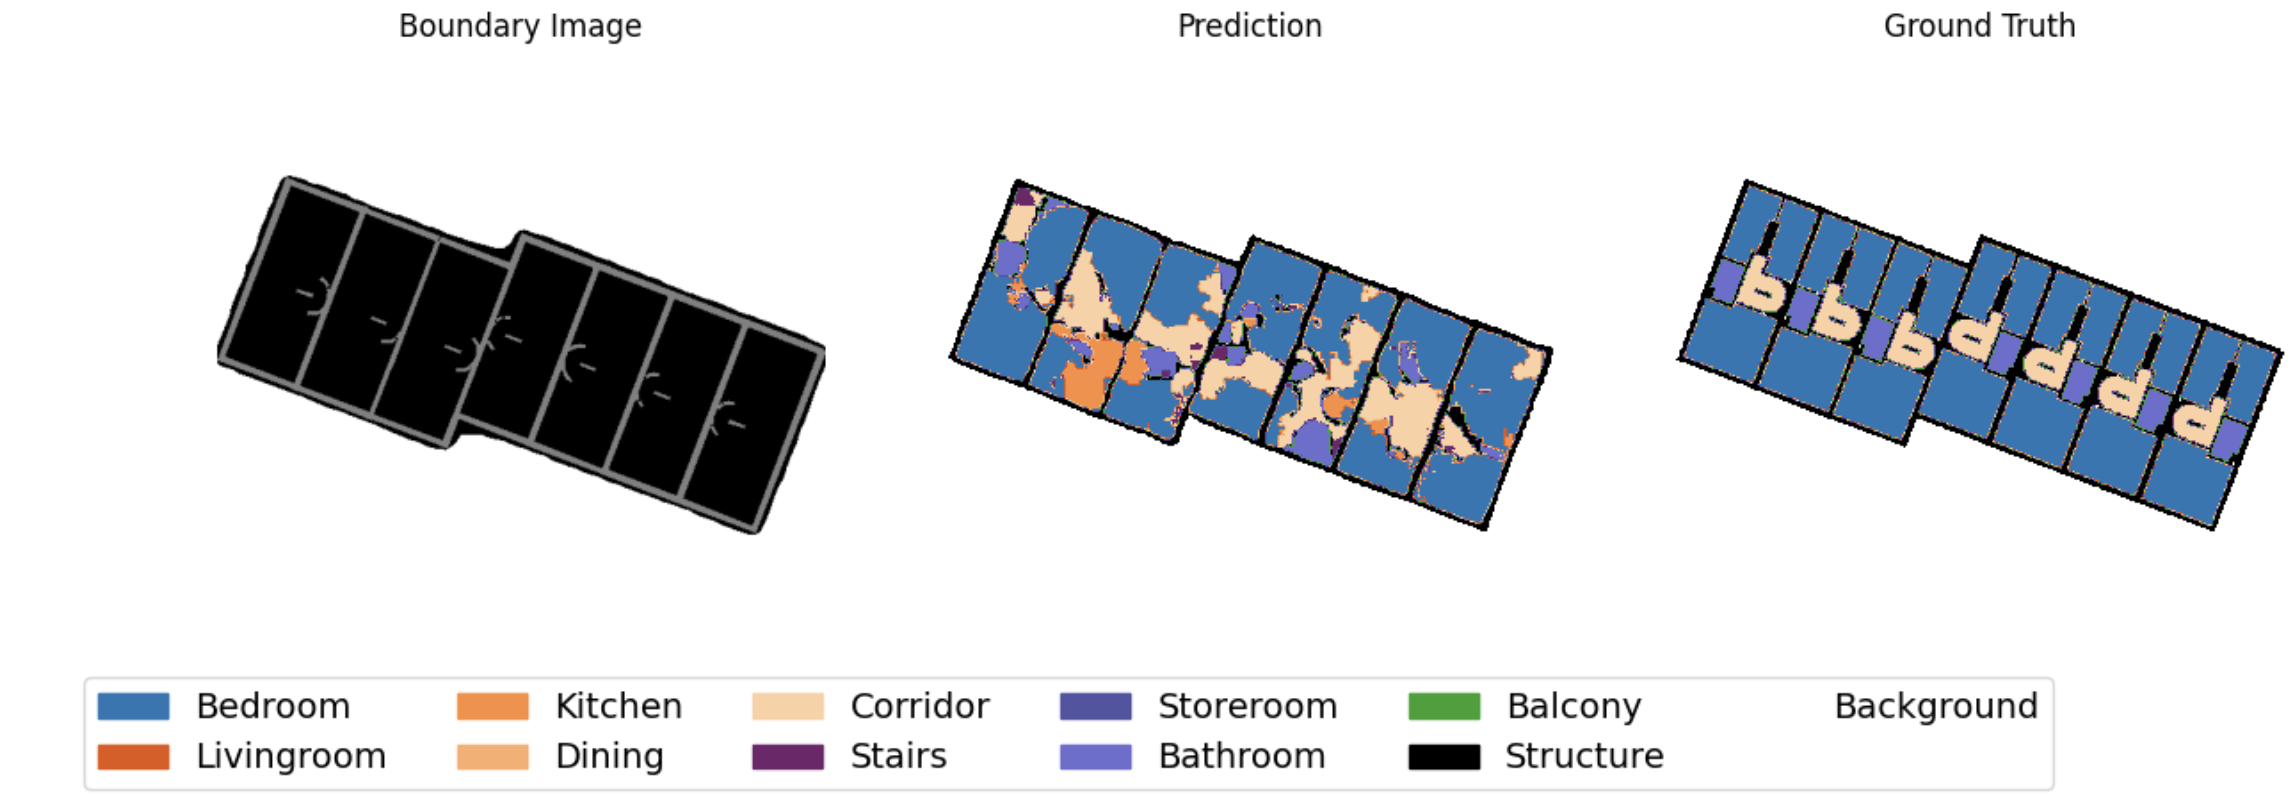 Boundary Image
Prediction
Ground Truth
Bedroom
Kitchen
Corridor
Storeroom
Balcony
Background
Livingroom
Dining
Stairs
Bathroom
Structure